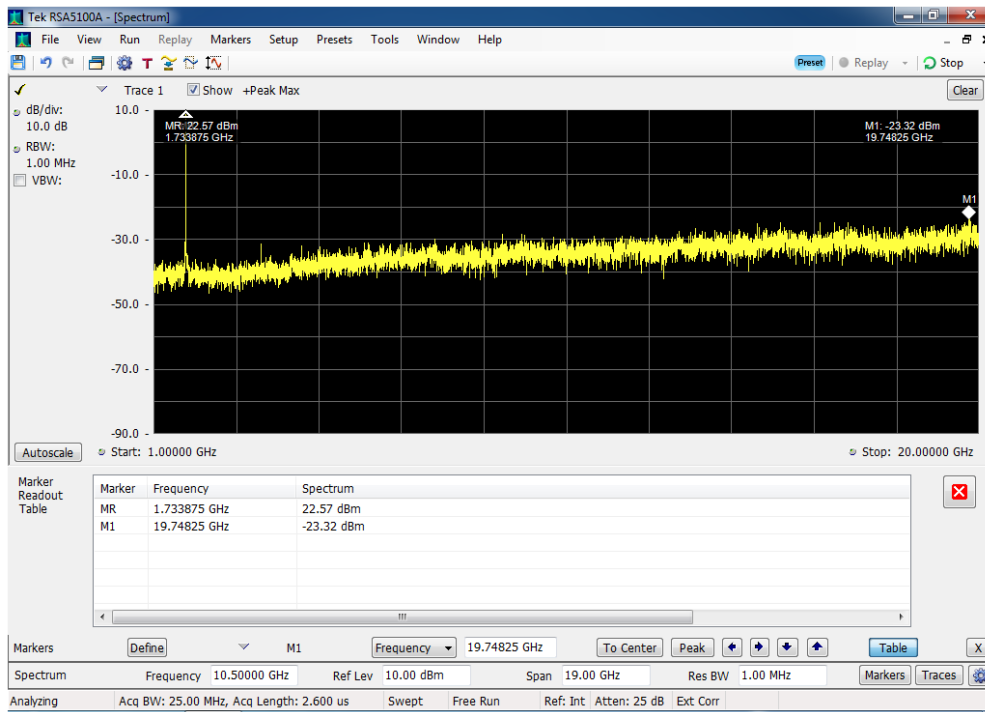 Tek RSA5100A - [Spectrum]
File View Run Replay Markers Setup Presets Tools Window Help
T Preset Replay Stop
Trace 1 Show +Peak Max Clear
dB/div:
10.0 dB
RBW:
1.00 MHz
VBW:
10.0
-10.0
-30.0
-50.0
-70.0
-90.0
MR: 22.57 dBm
1.733875 GHz
M1: -23.32 dBm
19.74825 GHz
M1
Autoscale Start: 1.00000 GHz Stop: 20.00000 GHz
Marker
Readout
Table
Marker Frequency Spectrum
MR 1.733875 GHz 22.57 dBm
M1 19.74825 GHz -23.32 dBm
Markers Define M1 Frequency 19.74825 GHz To Center Peak Table X
Spectrum Frequency 10.50000 GHz Ref Lev 10.00 dBm Span 19.00 GHz Res BW 1.00 MHz Markers Traces
Analyzing Acq BW: 25.00 MHz, Acq Length: 2.600 us Swept Free Run Ref: Int Atten: 25 dB Ext Corr